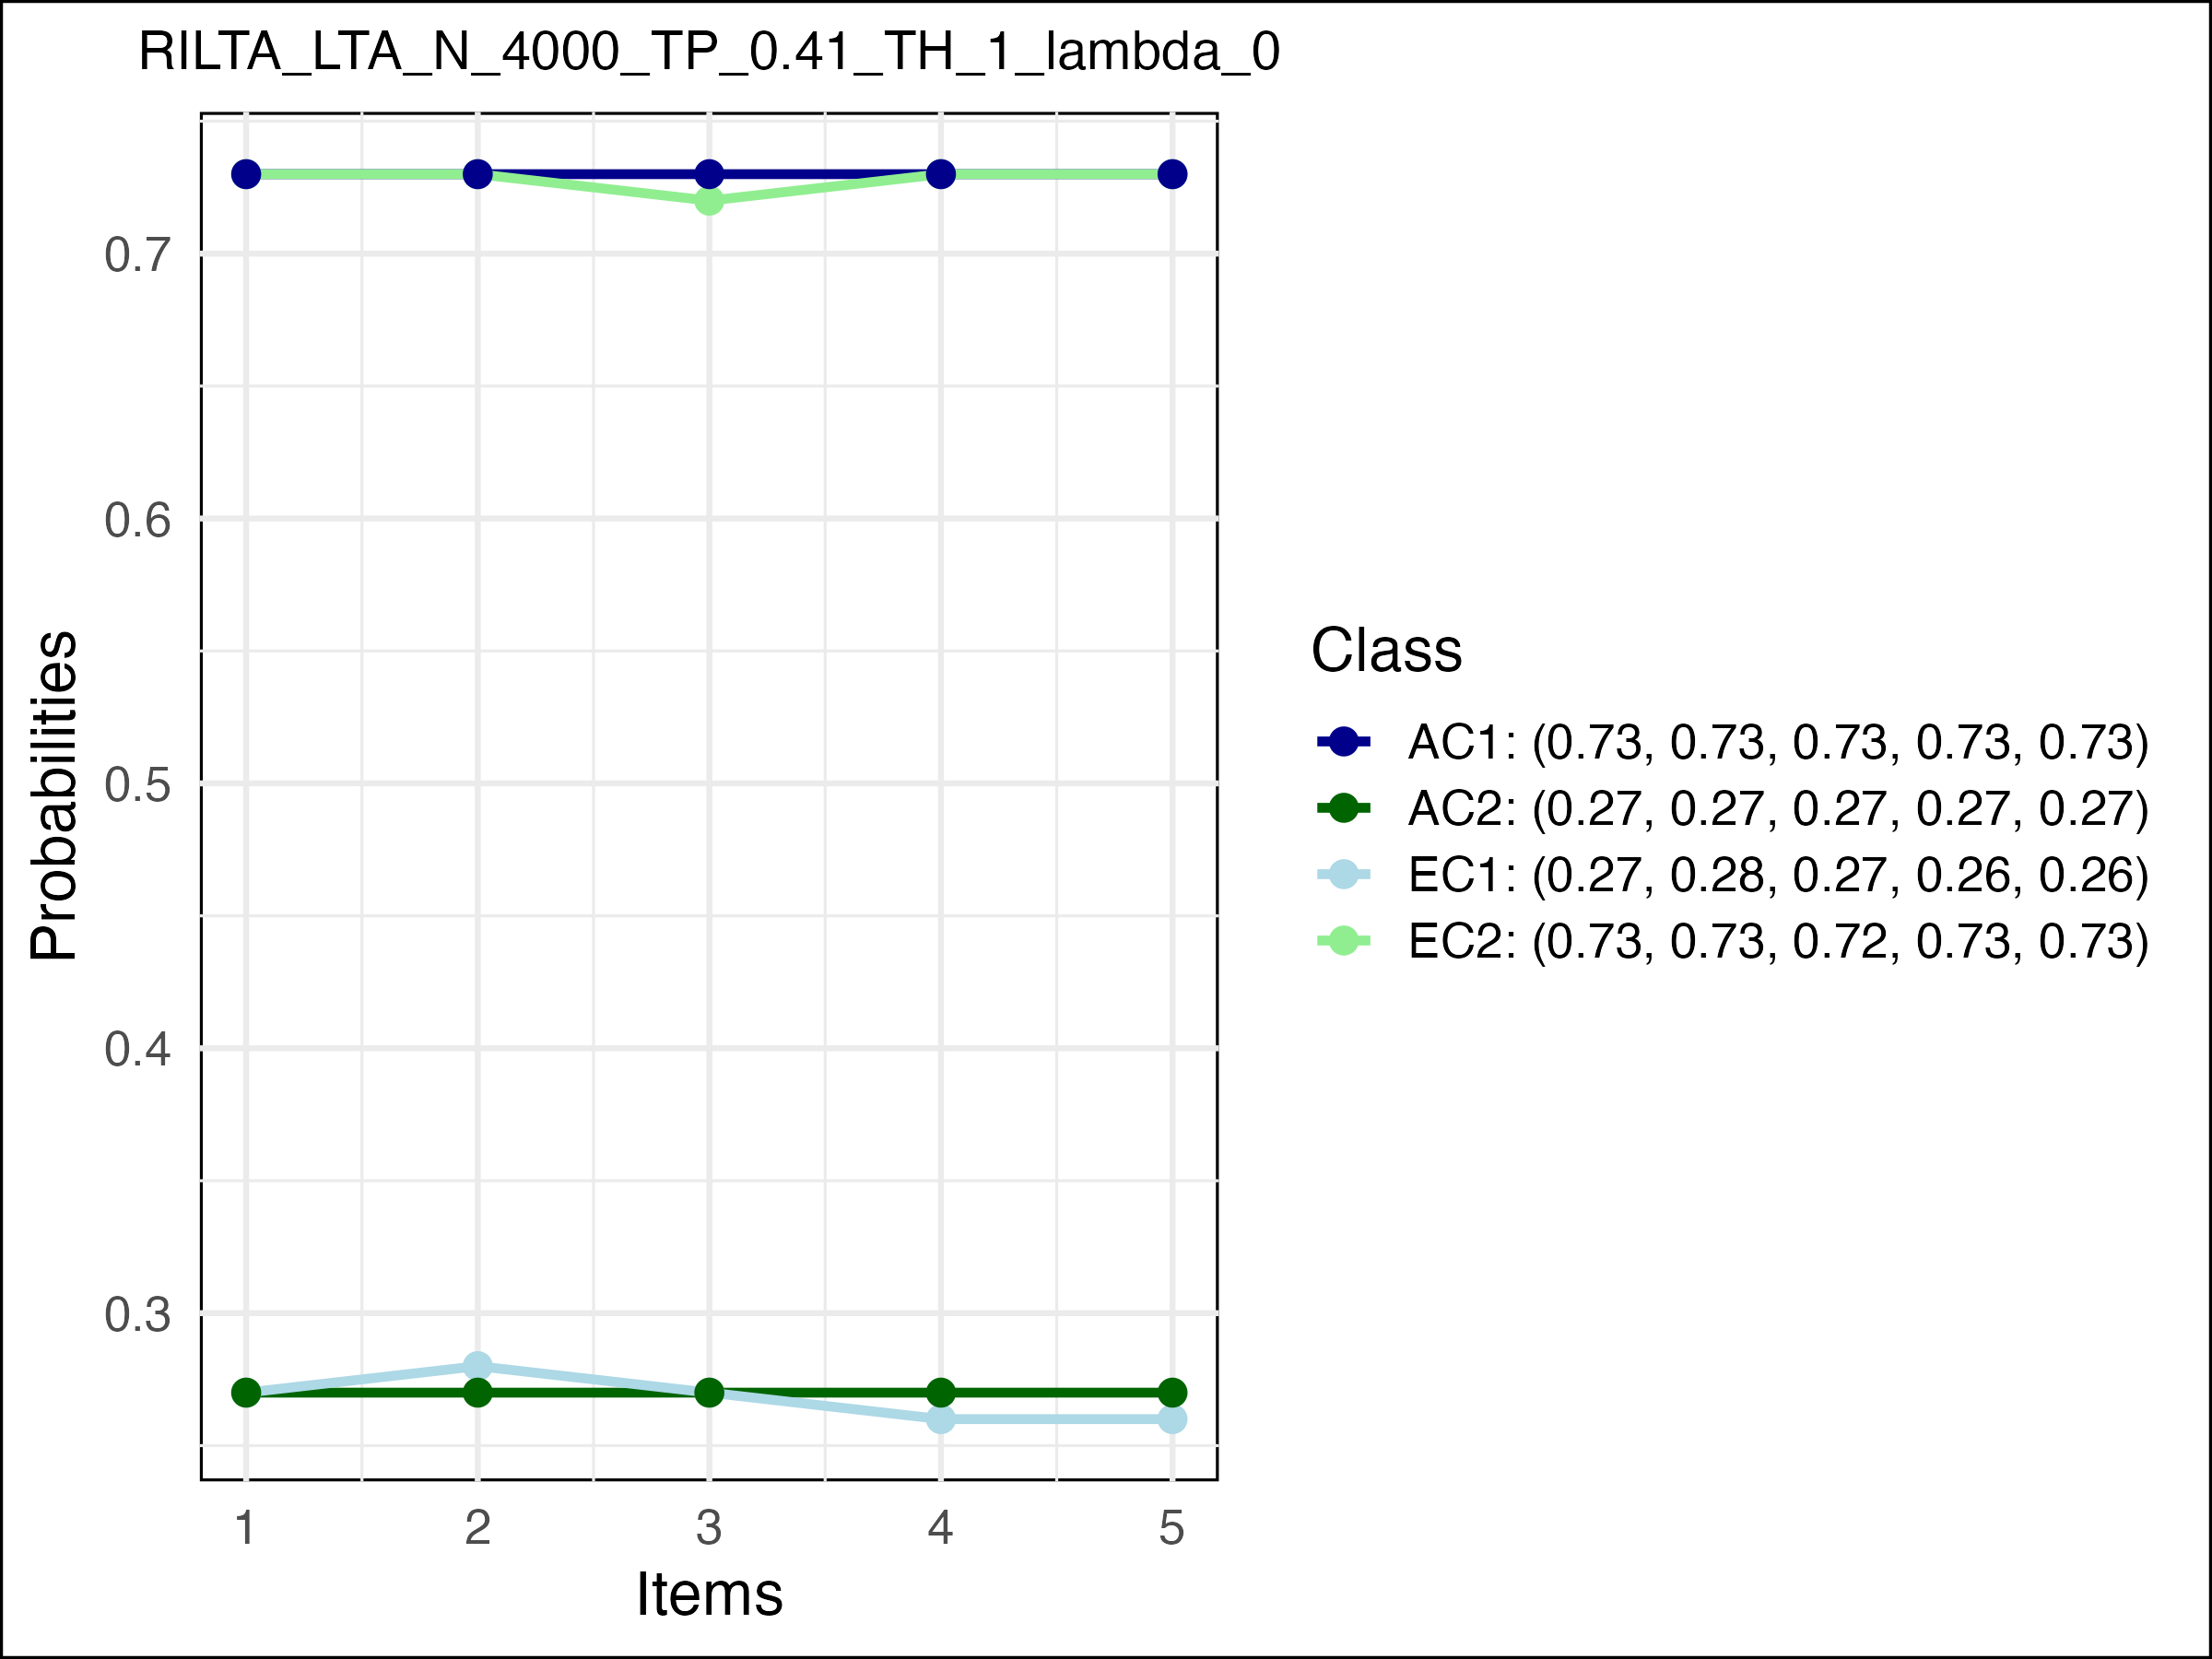 RILTA_LTA_N_4000_TP_0.41_TH_1_lambda_0
Probabilities
0.7
0.6
0.5
0.4
0.3
1 2 3 4 5
Items
Class
AC1: (0.73, 0.73, 0.73, 0.73, 0.73)
AC2: (0.27, 0.27, 0.27, 0.27, 0.27)
EC1: (0.27, 0.28, 0.27, 0.26, 0.26)
EC2: (0.73, 0.73, 0.72, 0.73, 0.73)